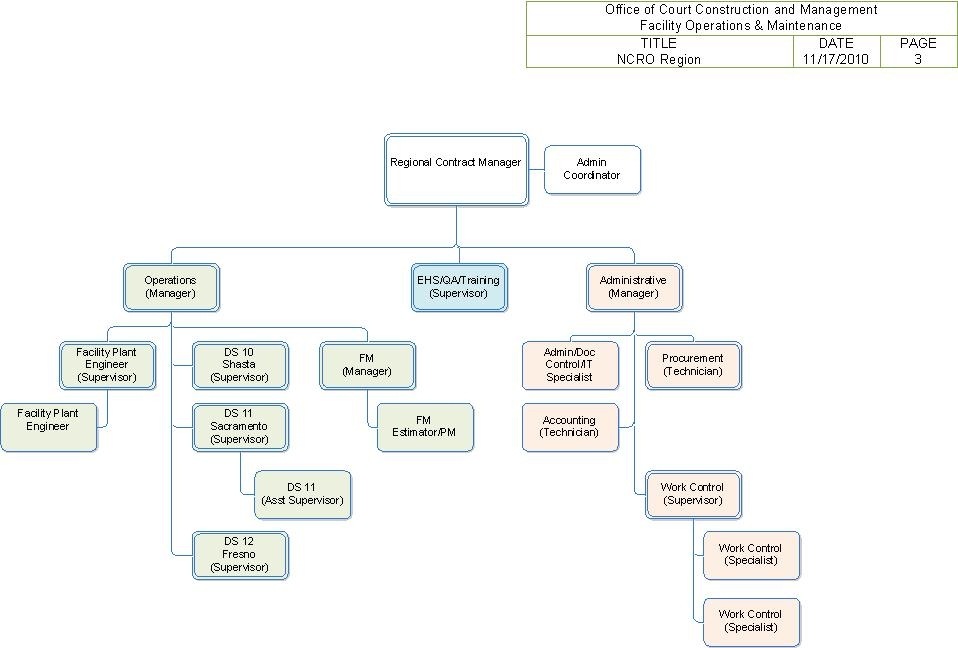 Office of Court Construction and Management
Facility Operations & Maintenance
TITLE
NCRO Region
DATE
11/17/2010
PAGE
3
Regional Contract Manager
Admin
Coordinator
Operations
(Manager)
EHS/QA/Training
(Supervisor)
Administrative
(Manager)
Facility Plant
Engineer
(Supervisor)
DS 10
Shasta
(Supervisor)
FM
(Manager)
Admin/Doc
Control/IT
Specialist
Procurement
(Technician)
Facility Plant
Engineer
DS 11
Sacramento
(Supervisor)
FM
Estimator/PM
Accounting
(Technician)
DS 11
(Asst Supervisor)
Work Control
(Supervisor)
DS 12
Fresno
(Supervisor)
Work Control
(Specialist)
Work Control
(Specialist)